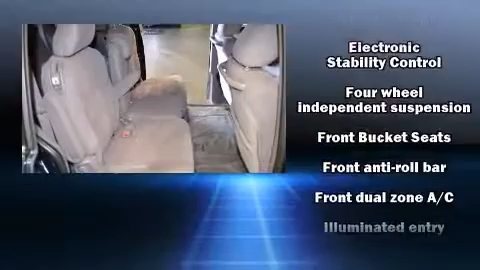 Electronic
Stability Control
Four wheel
independent suspension
Front Bucket Seats
Front anti-roll bar
Front dual zone A/C
Illuminated entry